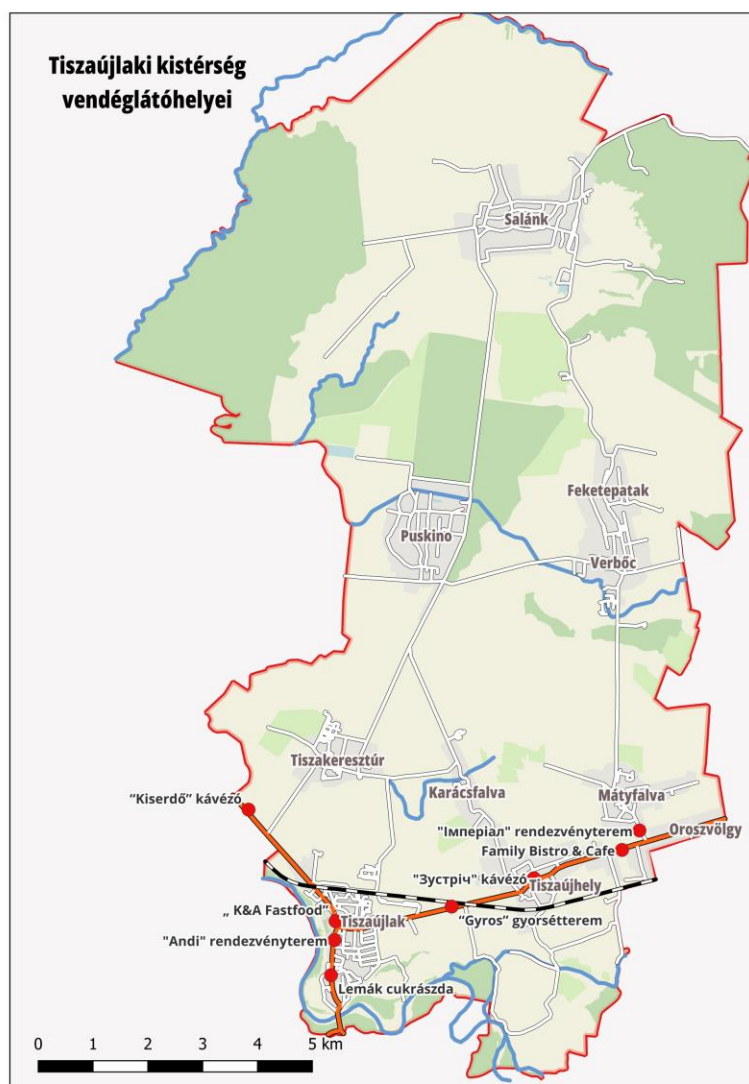 Tiszaújlaki kistérség
vendéglátóhelyei
Salánk
Feketepatak
Puskino
Verbőc
Tiszakeresztúr
Karácsfalva
Mátyfalva
"Kiserdő" kávézó
"Імперіал" rendezvényterem
Oroszvölgy
Family Bistro & Cafe
"Зустріч" kávézó
Tiszaújhely
„ K&A Fastfood"
Tiszaújlak
"Gyros" gyorsétterem
"Andi" rendezvényterem
Lemák cukrászda
0 1 2 3 4 5 km